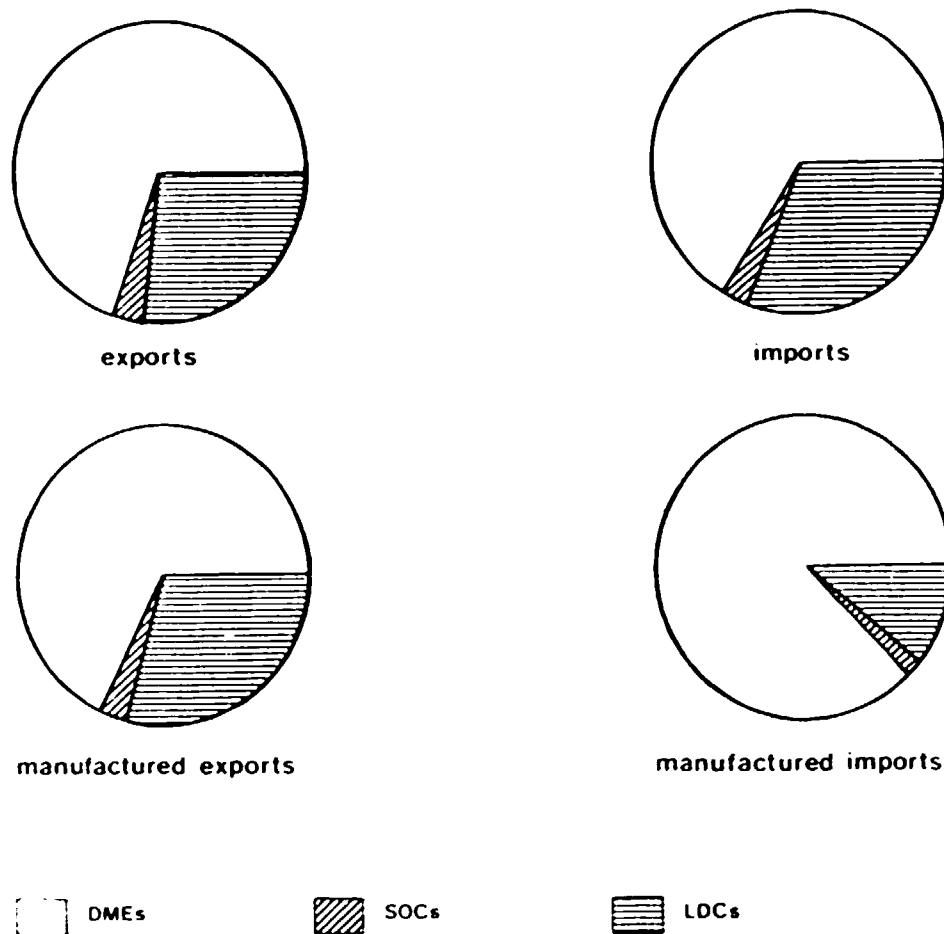 exports
imports
manufactured exports
manufactured imports
DMEs
SOCs
LDCs